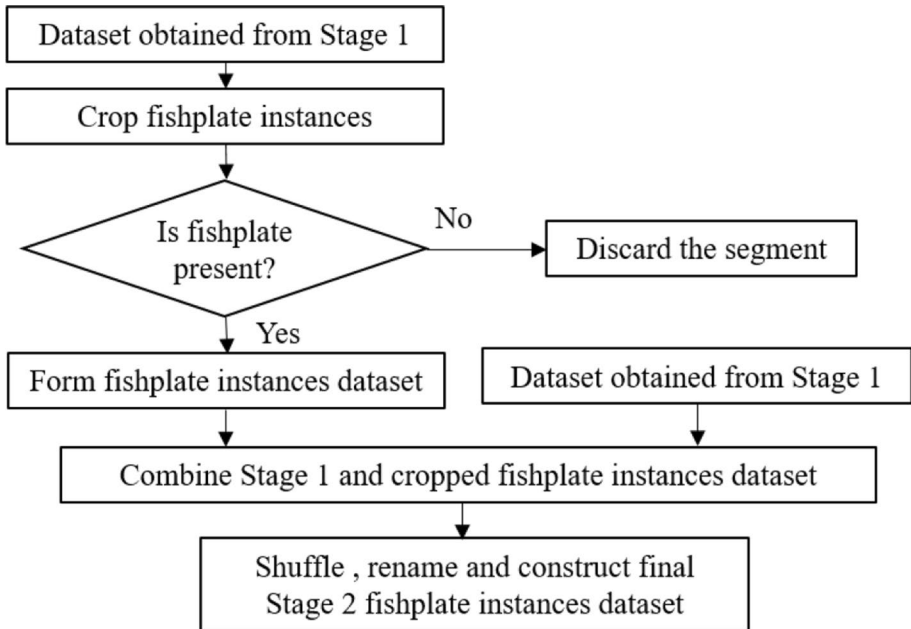 Dataset obtained from Stage 1
Crop fishplate instances
Is fishplate
present?
No
Discard the segment
Yes
Form fishplate instances dataset
Dataset obtained from Stage 1
Combine Stage 1 and cropped fishplate instances dataset
Shuffle , rename and construct final
Stage 2 fishplate instances dataset